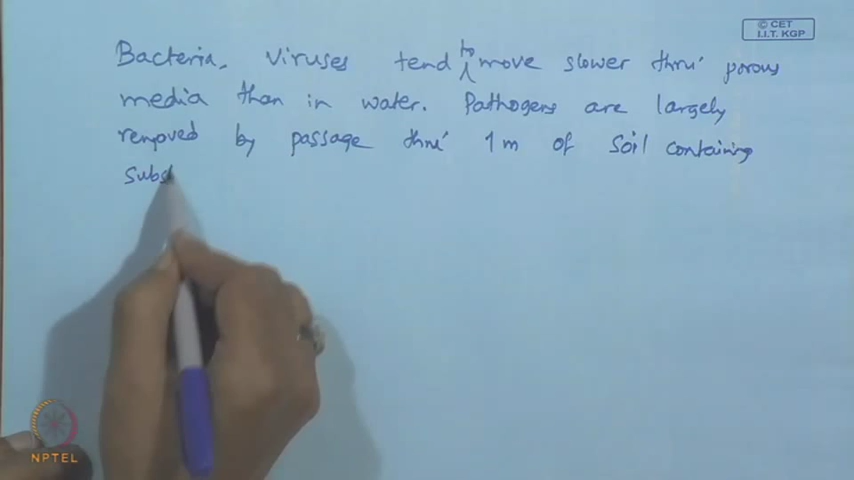 © CET
I.I.T. KGP
Bacteria, viruses tend to move slower thru' porous
media than in water. Pathogens are largely
removed by passage thru' 1m of soil containing
Subs
NPTEL